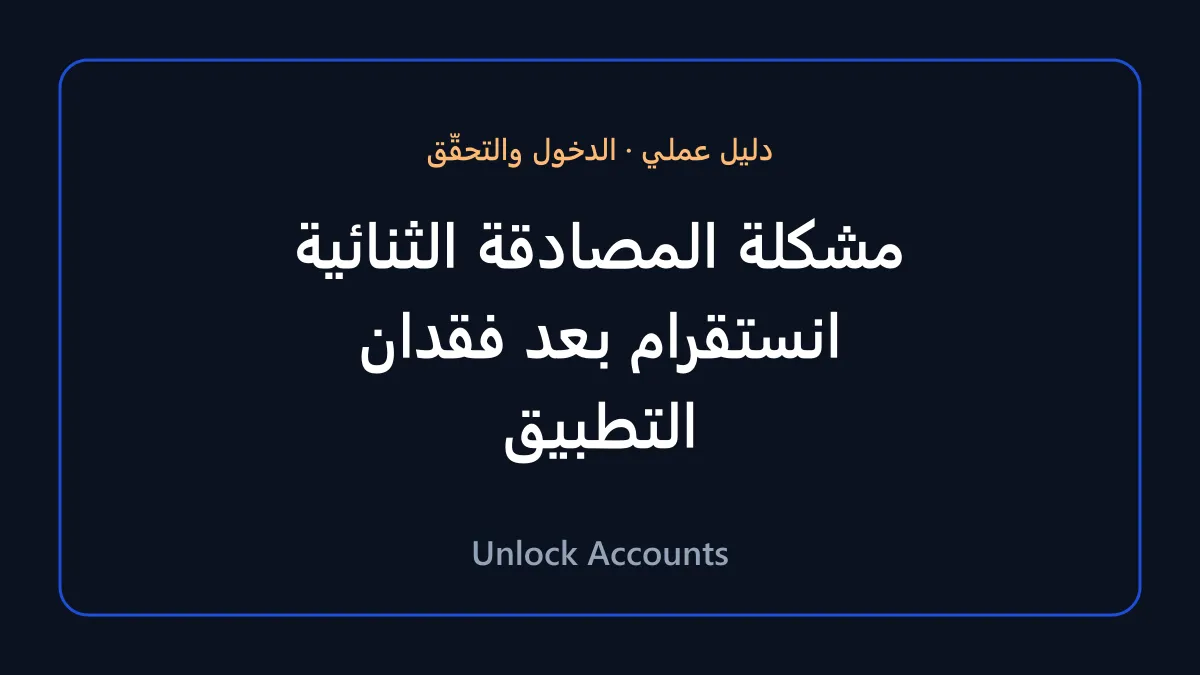 دليل عملي · الدخول والتحقّق
مشكلة المصادقة الثنائية
انستقرام بعد فقدان
التطبيق
Unlock Accounts